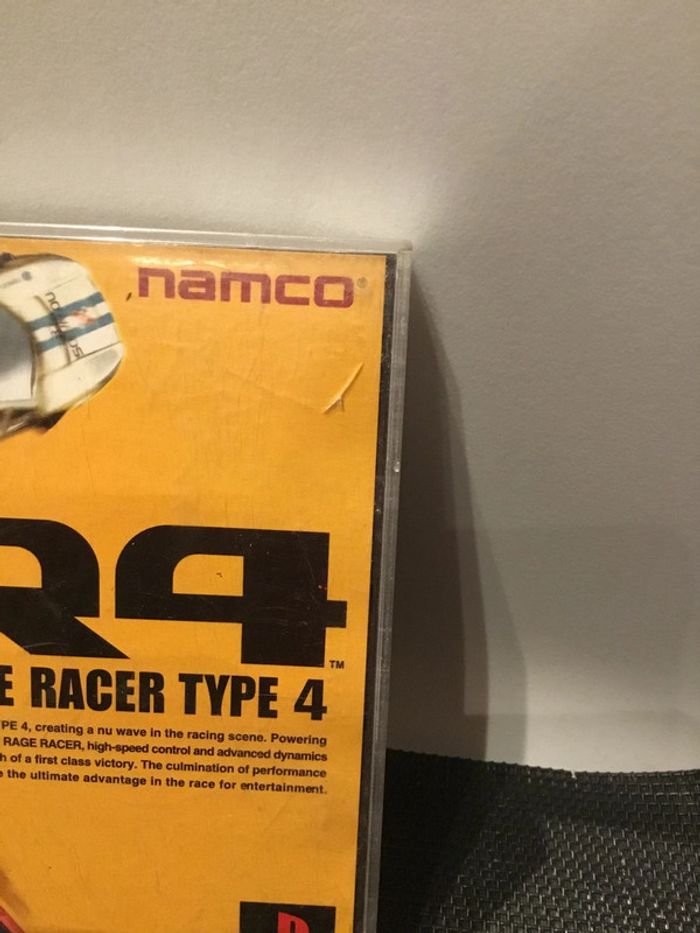 namco
R4
E RACER TYPE 4
TM
PE 4, creating a nu wave in the racing scene. Powering
RAGE RACER, high-speed control and advanced dynamics
h of a first class victory. The culmination of performance
e the ultimate advantage in the race for entertainment.